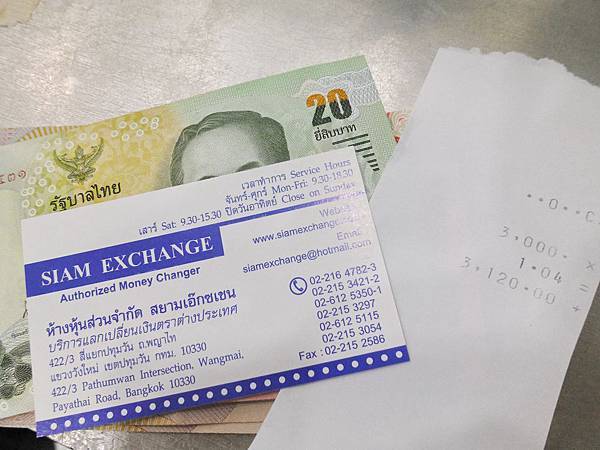 20
ยี่สิบบาท
รัฐบาลไทย
เวลาทำการ Service Hours
จันทร์-ศุกร์ Mon-Fri: 9.30-18.30
เสาร์ Sat: 9.30-15.30 ปิดวันอาทิตย์ Close on Sunday
SIAM EXCHANGE
Authorized Money Changer
www.siamexchange
siamexchange@hotmail.com
ห้างหุ้นส่วนจำกัด สยามเอ๊กซเชน
บริการแลกเปลี่ยนเงินตราต่างประเทศ
422/3 สี่แยกปทุมวัน ถ.พญาไท
แขวงวังใหม่ เขตปทุมวัน กทม. 10330
422/3 Pathumwan Intersection, Wangmai,
Payathai Road, Bangkok 10330
02-216 4782-3
02-215 3421-2
02-612 5350-1
02-215 3297
02-612 5115
02-215 3054
Fax : 02-215 2586
··0··C
3,000· ×
1·04 =
3,120·00 +